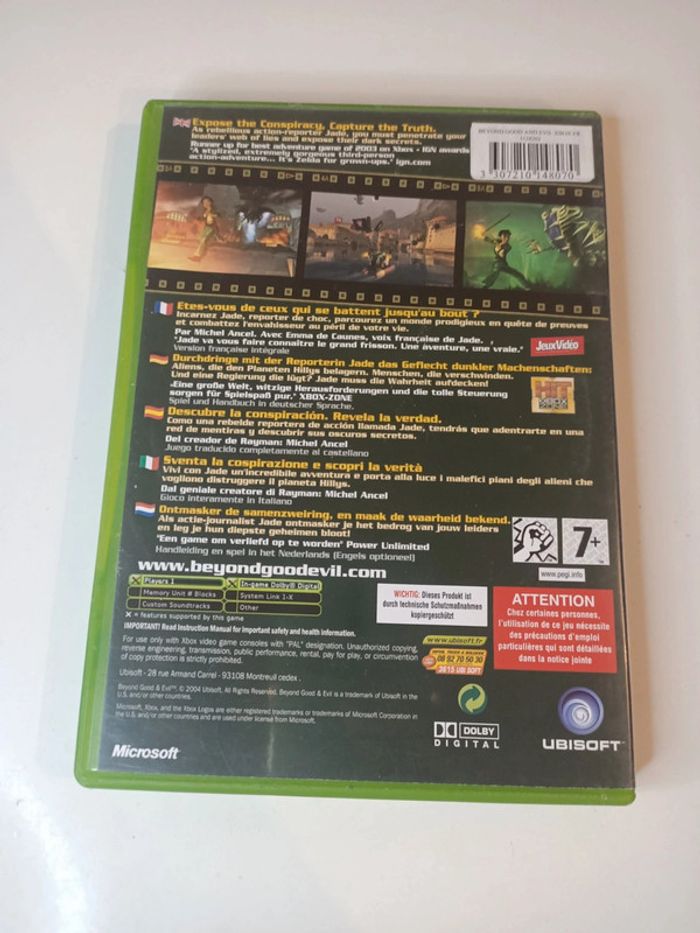 Expose the Conspiracy. Capture the Truth.
As rebellious action-reporter Jade, you must penetrate your
leaders' web of lies and expose their dark secrets.
Runner up for best adventure game of 2003 on Xbox - IGN awards
"A stylized, extremely gorgeous third-person
action-adventure... It's Zelda for grown-ups." ign.com
BEYOND GOOD AND EVIL XBOX FR
3 307210 148070
Etes-vous de ceux qui se battent jusqu'au bout ?
Incarnez Jade, reporter de choc, parcourez un monde prodigieux en quête de preuves
et combattez l'envahisseur au péril de votre vie.
Par Michel Ancel, Avec Emma de Caunes, voix française de Jade.
"Jade va vous faire connaître le grand frisson. Une aventure, une vraie."
Version française intégrale
JeuxVidéo
Durchdringe mit der Reporterin Jade das Geflecht dunkler Machenschaften:
Aliens, die den Planeten Hillys belagern. Menschen, die verschwinden.
Und eine Regierung die lügt? Jade muss die Wahrheit aufdecken!
"Eine große Welt, witzige Herausforderungen und die tolle Steuerung
sorgen für Spielspaß pur." XBOX-ZONE
Spiel und Handbuch in deutscher Sprache.
HIT
XBOX
ZONE
Descubre la conspiración. Revela la verdad.
Como una rebelde reportera de acción llamada Jade, tendrás que adentrarte en una
red de mentiras y descubrir sus oscuros secretos.
Del creador de Rayman: Michel Ancel
Juego traducido completamente al castellano
Sventa la cospirazione e scopri la verità
Vivi con Jade un'incredibile avventura e porta alla luce i malefici piani degli alieni che
vogliono distruggere il pianeta Hillys.
Dal geniale creatore di Rayman: Michel Ancel
Gioco interamente in Italiano
Ontmasker de samenzwering, en maak de waarheid bekend.
Als actie-journalist Jade ontmasker je het bedrog van jouw leiders
en leg je hun diepste geheimen bloot!
"Een game om verliefd op te worden" Power Unlimited
Handleiding en spel in het Nederlands (Engels optioneel)
7+
www.pegi.info
www.beyondgoodevil.com
Players 1
In-game Dolby® Digital
Memory Unit # Blocks
System Link 1-X
Custom Soundtracks
Other
X = features supported by this game
IMPORTANT! Read Instruction Manual for important safety and health information.
For use only with Xbox video game consoles with "PAL" designation. Unauthorized copying,
reverse engineering, transmission, public performance, rental, pay for play, or circumvention
of copy protection is strictly prohibited.
WICHTIG: Dieses Produkt ist
durch technische Schutzmaßnahmen
kopiergeschützt
ATTENTION
Chez certaines personnes,
l'utilisation de ce jeu nécessite
des précautions d'emploi
particulières qui sont détaillées
dans la notice jointe
www.ubisoft.fr
08 92 70 50 30
3615 UBI SOFT
Ubisoft - 28 rue Armand Carrel - 93108 Montreuil cedex.
Beyond Good & Evil™ © 2004 Ubisoft. All Rights Reserved. Beyond Good & Evil is a trademark of Ubisoft in the
U.S. and/or other countries.
Microsoft, Xbox, and the Xbox Logos are either registered trademarks or trademarks of Microsoft Corporation in
the U.S. and/or other countries and are used under license from Microsoft.
Microsoft
DOLBY
DIGITAL
UBISOFT